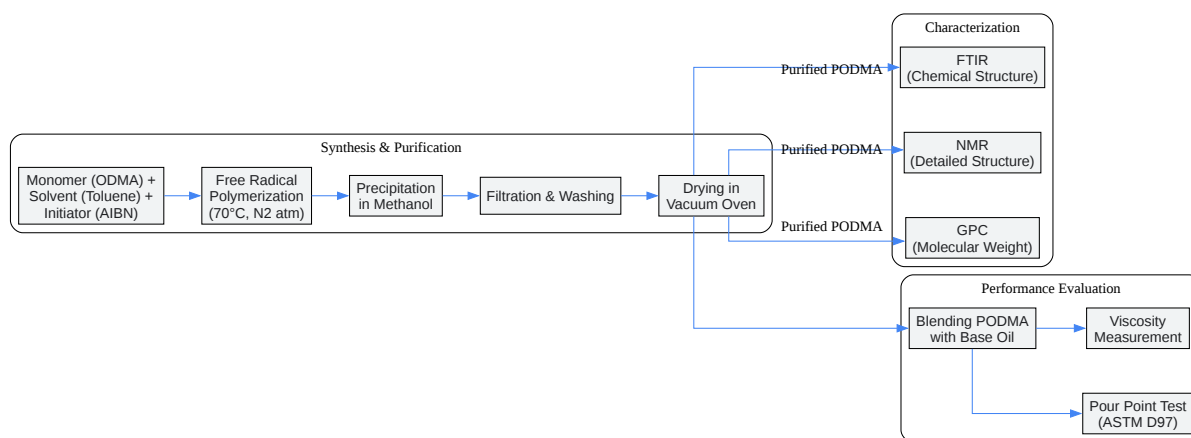 Characterization
FTIR
(Chemical Structure)
Purified PODMA
NMR
(Detailed Structure)
Purified PODMA
GPC
(Molecular Weight)
Purified PODMA
Synthesis & Purification
Monomer (ODMA) +
Solvent (Toluene) +
Initiator (AIBN)
Free Radical
Polymerization
(70°C, N2 atm)
Precipitation
in Methanol
Filtration & Washing
Drying in
Vacuum Oven
Performance Evaluation
Blending PODMA
with Base Oil
Viscosity
Measurement
Pour Point Test
(ASTM D97)